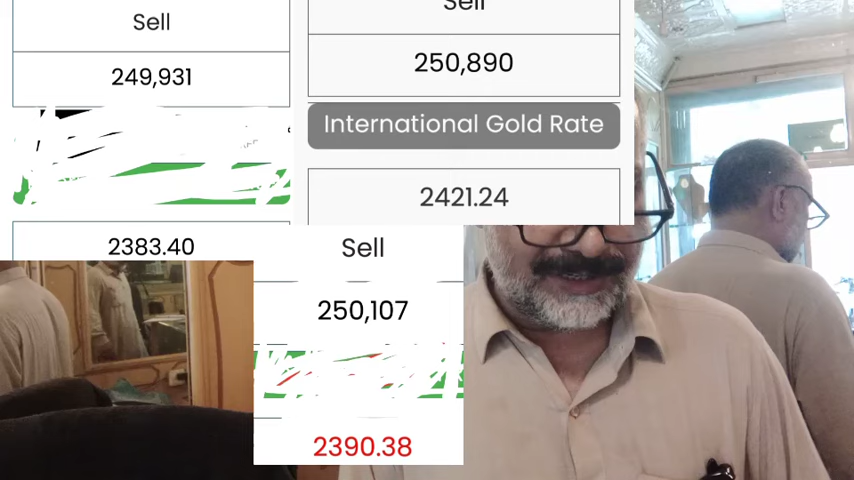 Sell
249,931
2383.40
Sell
250,890
International Gold Rate
2421.24
Sell
250,107
2390.38